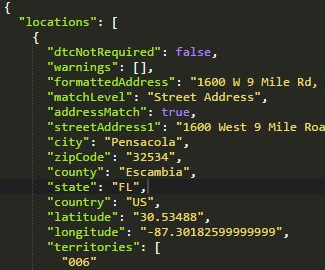 {
"locations": [
{
"dtcNotRequired": false,
"warnings": [],
"formattedAddress": "1600 W 9 Mile Rd,
"matchLevel": "Street Address",
"addressMatch": true,
"streetAddress1": "1600 West 9 Mile Roa
"city": "Pensacola",
"zipCode": "32534",
"county": "Escambia",
"state": "FL",
"country": "US",
"latitude": "30.53488",
"longitude": "-87.30182599999999",
"territories": [
"006"